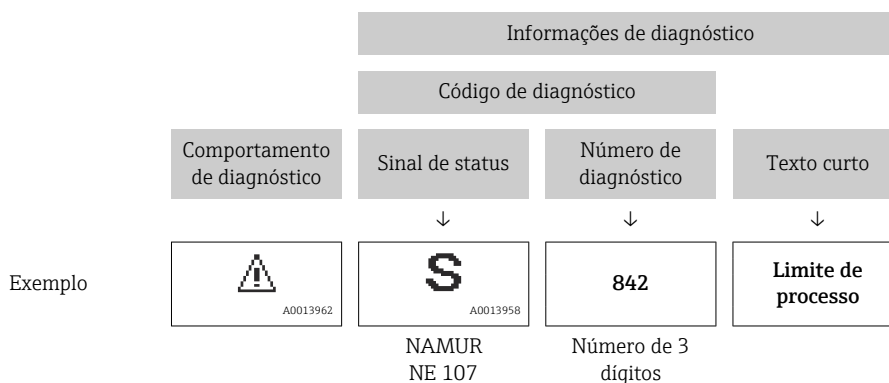 Informações de diagnóstico
Código de diagnóstico
Comportamento
de diagnóstico
Sinal de status
Número de
diagnóstico
Texto curto
↓ ↓ ↓
Exemplo
A0013962
S
A0013958
842
Limite de
processo
NAMUR
NE 107
Número de 3
dígitos